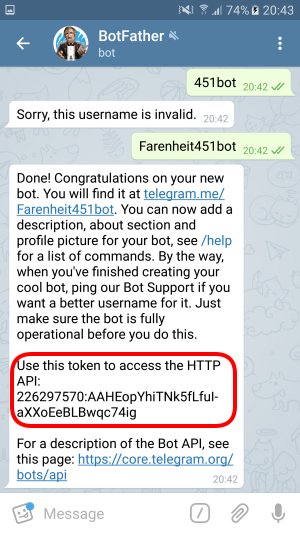 74% 20:43
BotFather
bot
451bot
20:42
Sorry, this username is invalid.
20:42
Farenheit451bot
20:42
Done! Congratulations on your new
bot. You will find it at telegram.me/
Farenheit451bot. You can now add a
description, about section and
profile picture for your bot, see /help
for a list of commands. By the way,
when you've finished creating your
cool bot, ping our Bot Support if you
want a better username for it. Just
make sure the bot is fully
operational before you do this.
Use this token to access the HTTP
API:
226297570:AAHEopYhiTNk5fLful-
aXXoEeBLBwqc74ig
For a description of the Bot API, see
this page: https://core.telegram.org/
bots/api
20:42
Message